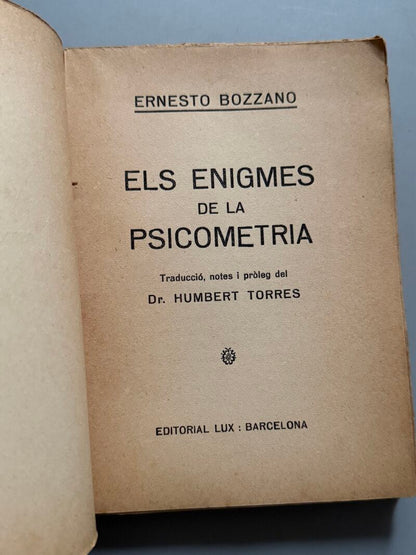 ERNESTO BOZZANO
ELS ENIGMES
DE LA
PSICOMETRIA
Traducció, notes i pròleg del
Dr. HUMBERT TORRES
EDITORIAL LUX : BARCELONA